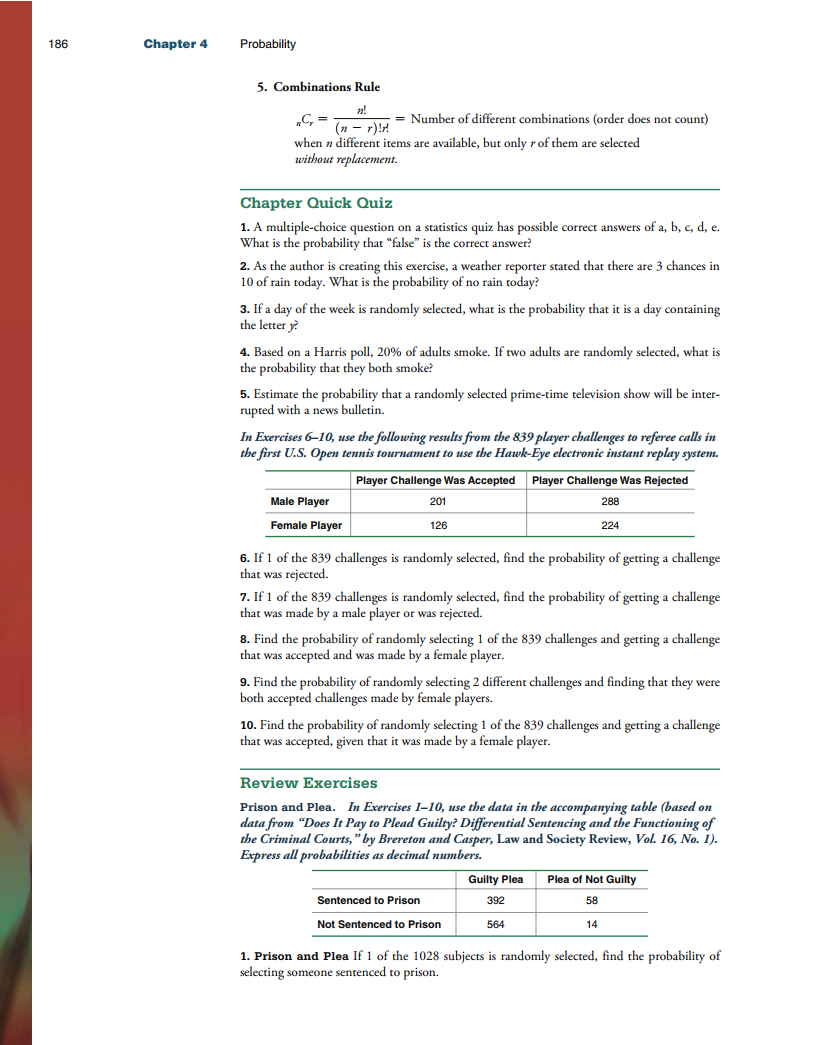 186 Chapter 4 Probability
5. Combinations Rule
nCr = n! / (n − r)!r! = Number of different combinations (order does not count)
when n different items are available, but only r of them are selected
without replacement.
Chapter Quick Quiz
1. A multiple-choice question on a statistics quiz has possible correct answers of a, b, c, d, e.
What is the probability that “false” is the correct answer?
2. As the author is creating this exercise, a weather reporter stated that there are 3 chances in
10 of rain today. What is the probability of no rain today?
3. If a day of the week is randomly selected, what is the probability that it is a day containing
the letter y?
4. Based on a Harris poll, 20% of adults smoke. If two adults are randomly selected, what is
the probability that they both smoke?
5. Estimate the probability that a randomly selected prime-time television show will be inter-
rupted with a news bulletin.
In Exercises 6–10, use the following results from the 839 player challenges to referee calls in
the first U.S. Open tennis tournament to use the Hawk-Eye electronic instant replay system.
Player Challenge Was Accepted Player Challenge Was Rejected
Male Player 201 288
Female Player 126 224
6. If 1 of the 839 challenges is randomly selected, find the probability of getting a challenge
that was rejected.
7. If 1 of the 839 challenges is randomly selected, find the probability of getting a challenge
that was made by a male player or was rejected.
8. Find the probability of randomly selecting 1 of the 839 challenges and getting a challenge
that was accepted and was made by a female player.
9. Find the probability of randomly selecting 2 different challenges and finding that they were
both accepted challenges made by female players.
10. Find the probability of randomly selecting 1 of the 839 challenges and getting a challenge
that was accepted, given that it was made by a female player.
Review Exercises
Prison and Plea. In Exercises 1–10, use the data in the accompanying table (based on
data from “Does It Pay to Plead Guilty? Differential Sentencing and the Functioning of
the Criminal Courts,” by Brereton and Casper, Law and Society Review, Vol. 16, No. 1).
Express all probabilities as decimal numbers.
Guilty Plea Plea of Not Guilty
Sentenced to Prison 392 58
Not Sentenced to Prison 564 14
1. Prison and Plea If 1 of the 1028 subjects is randomly selected, find the probability of
selecting someone sentenced to prison.